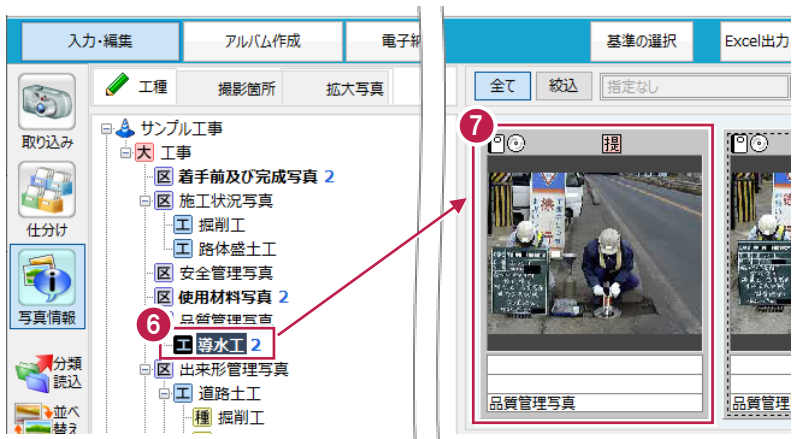 入力・編集
アルバム作成
電子納
基準の選択
Excel出力
工種
撮影箇所
拡大写真
全て
絞込
指定なし
取り込み
仕分け
写真情報
分類
読込
並べ
替え
サンプル工事
大 工事
区 着手前及び完成写真 2
区 施工状況写真
工 掘削工
工 路体盛土工
区 安全管理写真
区 使用材料写真 2
品質管理写真
6
工 導水工 2
区 出来形管理写真
工 道路土工
種 掘削工
7
提
徐
行
品質管理写真
品質管理